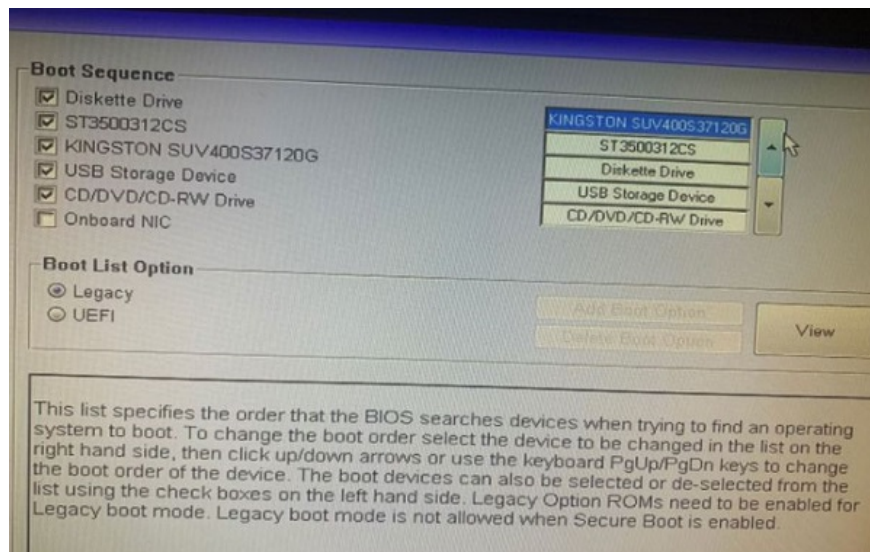 Boot Sequence
Diskette Drive
ST3500312CS
KINGSTON SUV400S37120G
USB Storage Device
CD/DVD/CD-RW Drive
Onboard NIC
KINGSTON SUV400S37120G
ST3500312CS
Diskette Drive
USB Storage Device
CD/DVD/CD-RW Drive
Boot List Option
Legacy
UEFI
Add Boot Option
Delete Boot Option
View
This list specifies the order that the BIOS searches devices when trying to find an operating
system to boot. To change the boot order select the device to be changed in the list on the
right hand side, then click up/down arrows or use the keyboard PgUp/PgDn keys to change
the boot order of the device. The boot devices can also be selected or de-selected from the
list using the check boxes on the left hand side. Legacy Option ROMs need to be enabled for
Legacy boot mode. Legacy boot mode is not allowed when Secure Boot is enabled.